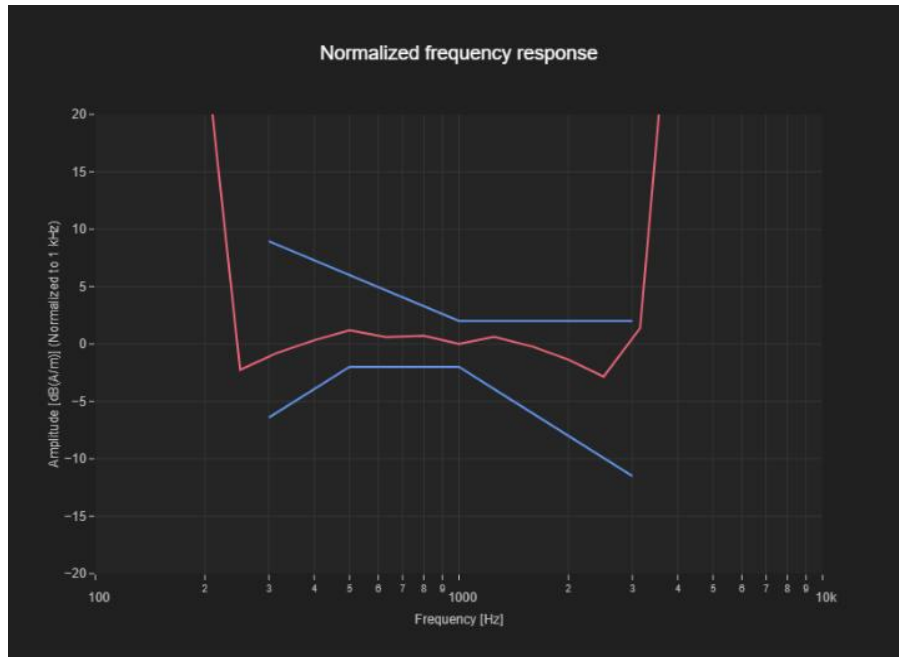 Normalized frequency response
20
15
10
5
0
−5
−10
−15
−20
Amplitude [dB(A/m)] (Normalized to 1 kHz)
2 3 4 5 6 7 8 9 2 3 4 5 6 7 8 9
100 1000 10k
Frequency [Hz]